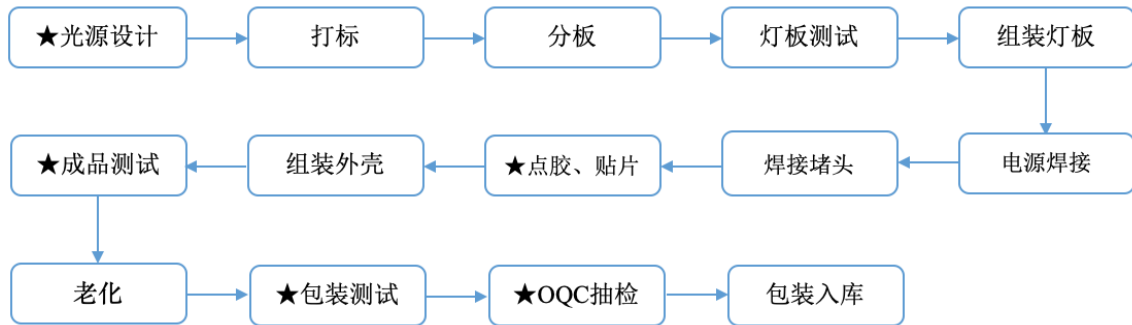 ★光源设计
打标
分板
灯板测试
组装灯板
★成品测试
组装外壳
★点胶、贴片
焊接堵头
电源焊接
老化
★包装测试
★OQC抽检
包装入库